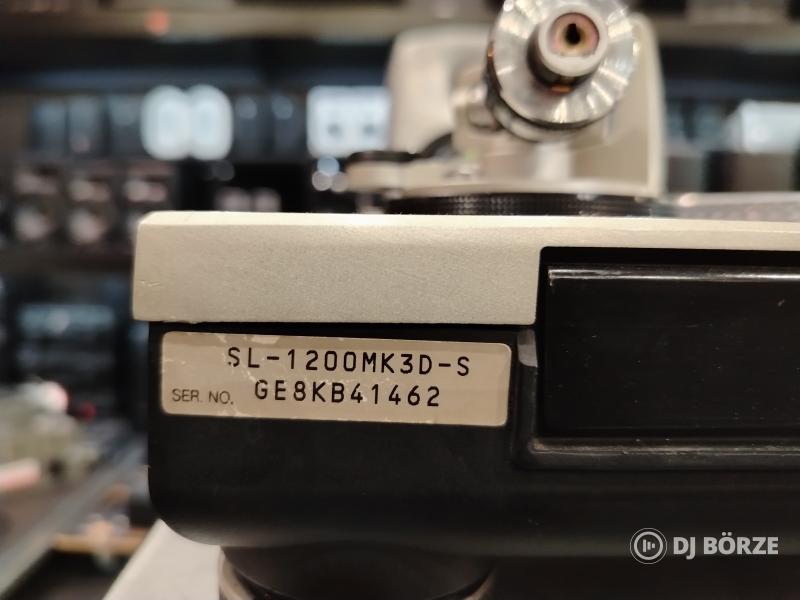 SL-1200MK3D-S
SER. NO. GE8KB41462
DJ BÖRZE